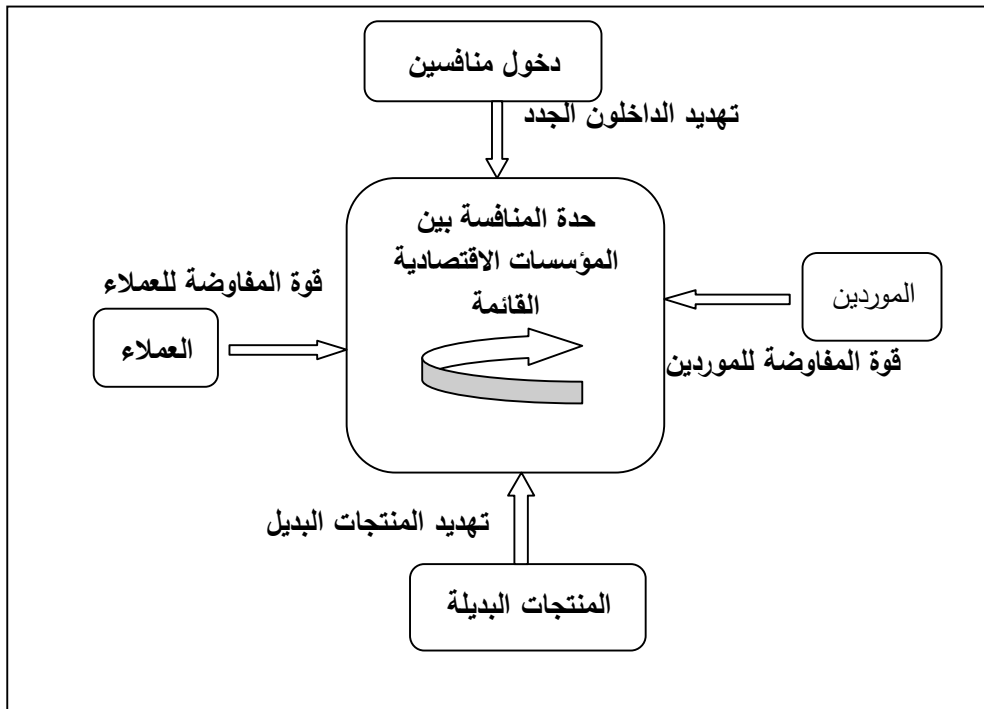 دخول منافسين
تهديد الداخلون الجدد
حدة المنافسة بين
المؤسسات الاقتصادية
القائمة
الموردين
قوة المفاوضة للموردين
قوة المفاوضة للعملاء
العملاء
تهديد المنتجات البديل
المنتجات البديلة